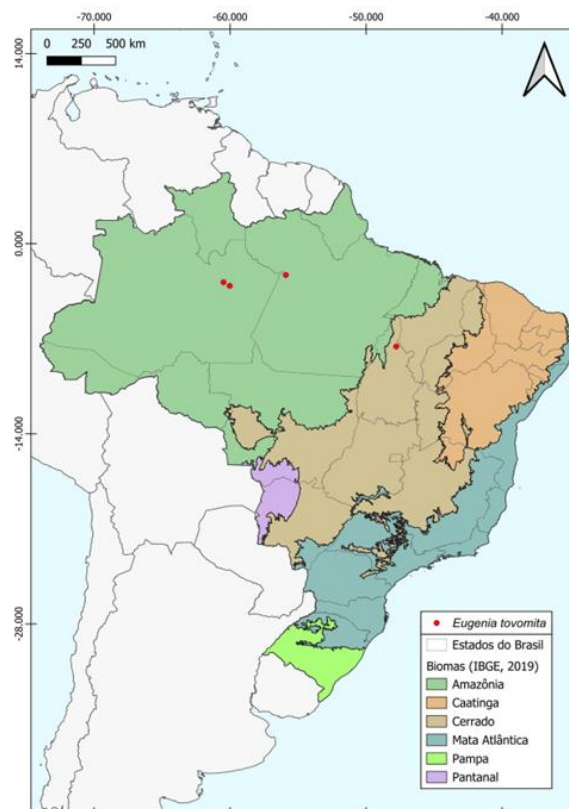 -70.000 -60.000 -50.000 -40.000
0 250 500 km
14.000
0.000
-14.000
-28.000
Eugenia tovomita
Estados do Brasil
Biomas (IBGE, 2019)
Amazônia
Caatinga
Cerrado
Mata Atlântica
Pampa
Pantanal